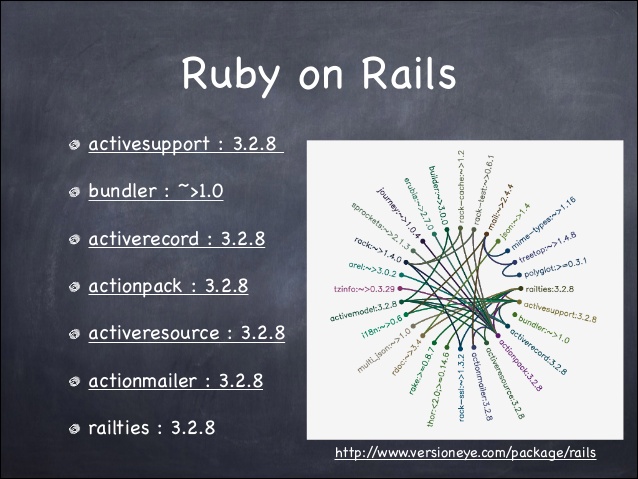 Ruby on Rails
activesupport : 3.2.8
bundler : ~>1.0
activerecord : 3.2.8
actionpack : 3.2.8
activeresource : 3.2.8
actionmailer : 3.2.8
railties : 3.2.8
rack-cache:~>1.2
rack-test:~>0.6.1
mail:~>2.4.4
json:~>1.4
mime-types:~>1.16
treetop:~>1.4.8
polyglot:>=0.3.1
railties:3.2.8
activesupport:3.2.8
bundler:~>1.0
activerecord:3.2.8
actionpack:3.2.8
activeresource:3.2.8
actionmailer:3.2.8
rack-ssl:~>1.3.2
thor:<2.0;>=0.14.6
rake:>=0.8.7
rdoc:~>3.4
multi_json:~>1.0
i18n:~>0.6
activemodel:3.2.8
tzinfo:~>0.3.29
arel:~>3.0.2
rack:~>1.4.0
sprockets:~>2.1.3
journey:~>1.0.4
erubis:~>2.7.0
builder:~>3.0.0
http://www.versioneye.com/package/rails